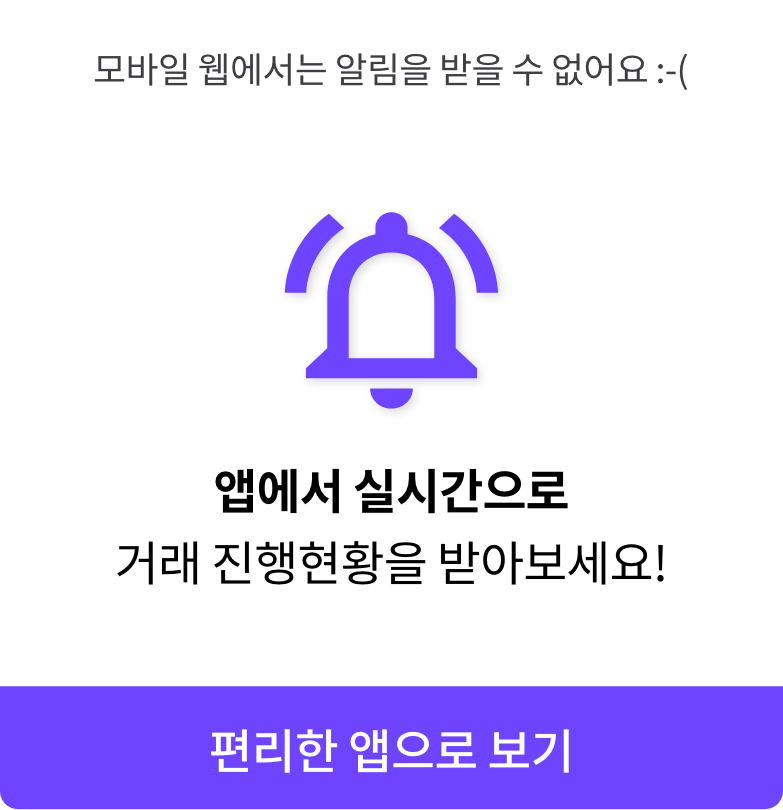 모바일 웹에서는 알림을 받을 수 없어요 :-(
앱에서 실시간으로
거래 진행현황을 받아보세요!
편리한 앱으로 보기